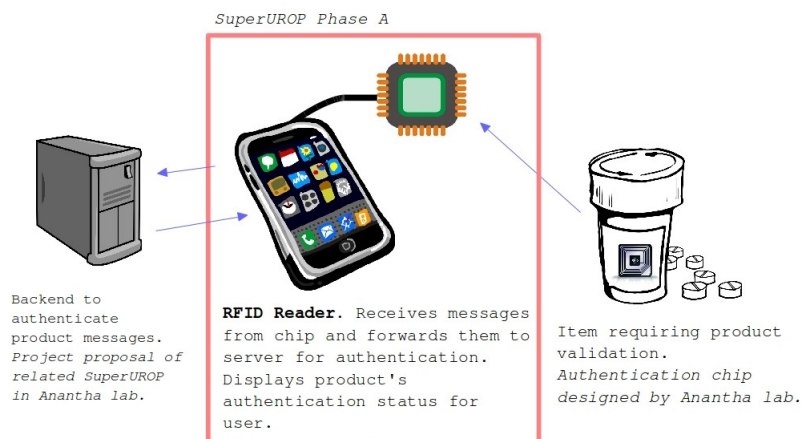 SuperUROP Phase A
Backend to
authenticate
product messages.
Project proposal of
related SuperUROP
in Anantha lab.
RFID Reader. Receives messages
from chip and forwards them to
server for authentication.
Displays product's
authentication status for
user.
Item requiring product
validation.
Authentication chip
designed by Anantha lab.